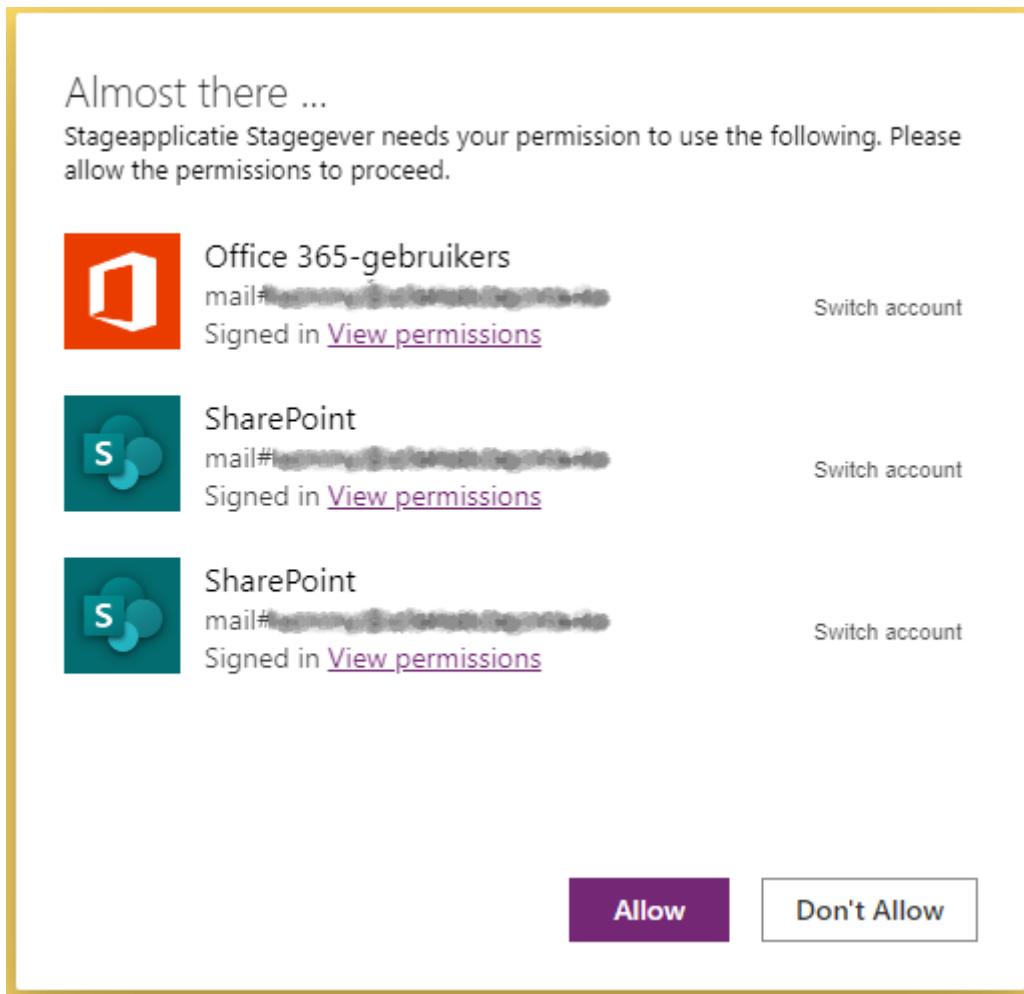 Almost there ...
Stageapplicatie Stagegever needs your permission to use the following. Please
allow the permissions to proceed.
Office 365-gebruikers
mail#
Signed in View permissions
Switch account
S
SharePoint
mail#
Signed in View permissions
Switch account
S
SharePoint
mail#
Signed in View permissions
Switch account
Allow
Don't Allow